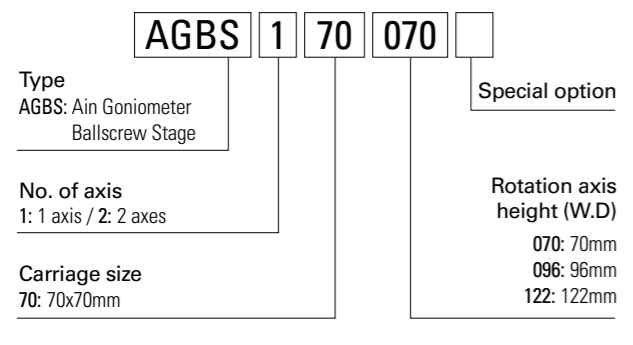 AGBS 1 70 070
Type
AGBS: Ain Goniometer
Ballscrew Stage
Special option
No. of axis
1: 1 axis / 2: 2 axes
Rotation axis
height (W.D)
070: 70mm
096: 96mm
122: 122mm
Carriage size
70: 70x70mm